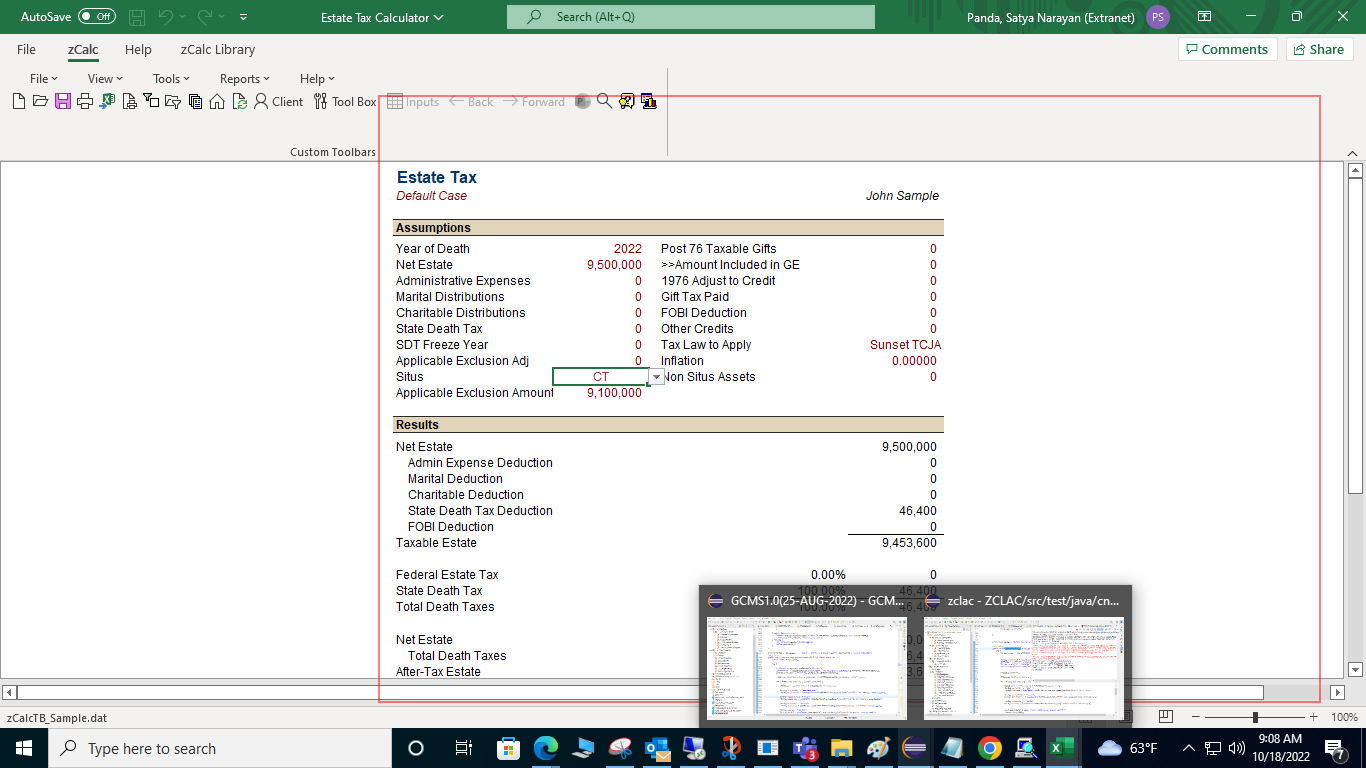 AutoSave Off Estate Tax Calculator Search (Alt+Q) Panda, Satya Narayan (Extranet) PS
File zCalc Help zCalc Library Comments Share
File View Tools Reports Help
Client Tool Box Inputs Back Forward
Custom Toolbars
Estate Tax
Default Case John Sample
Assumptions
Year of Death 2022 Post 76 Taxable Gifts 0
Net Estate 9,500,000 >>Amount Included in GE 0
Administrative Expenses 0 1976 Adjust to Credit 0
Marital Distributions 0 Gift Tax Paid 0
Charitable Distributions 0 FOBI Deduction 0
State Death Tax 0 Other Credits 0
SDT Freeze Year 0 Tax Law to Apply Sunset TCJA
Applicable Exclusion Adj 0 Inflation 0.00000
Situs CT Non Situs Assets 0
Applicable Exclusion Amount 9,100,000
Results
Net Estate 9,500,000
Admin Expense Deduction 0
Marital Deduction 0
Charitable Deduction 0
State Death Tax Deduction 46,400
FOBI Deduction 0
Taxable Estate 9,453,600
Federal Estate Tax 0.00% 0
State Death Tax 100.00% 46,400
Total Death Taxes 100.00% 46,400
GCMS1.0(25-AUG-2022) - GCM... zclac - ZCLAC/src/test/java/cn...
Net Estate
Total Death Taxes
After-Tax Estate
zCalcTB_Sample.dat 100%
Type here to search 63°F 9:08 AM
10/18/2022 7